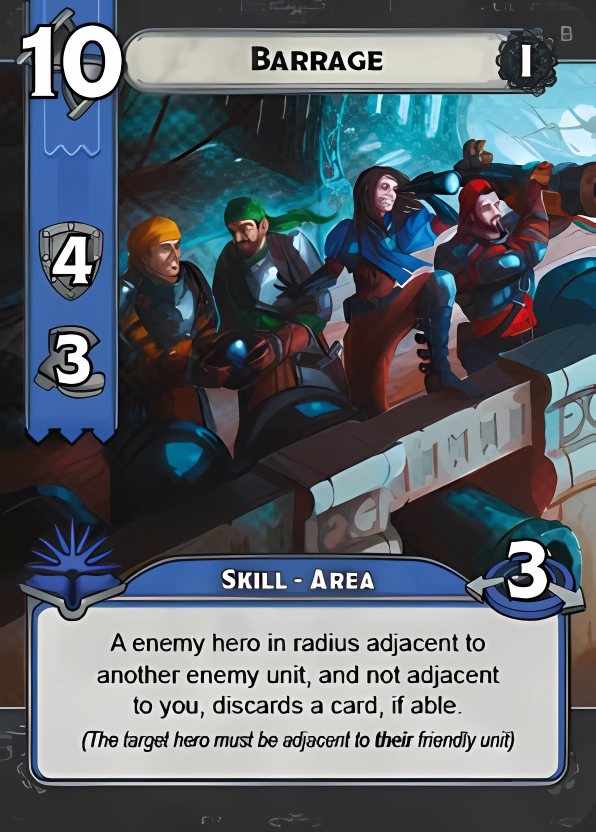 10
BARRAGE
I
B
4
3
SKILL - AREA
3
A enemy hero in radius adjacent to
another enemy unit, and not adjacent
to you, discards a card, if able.
(The target hero must be adjacent to their friendly unit)